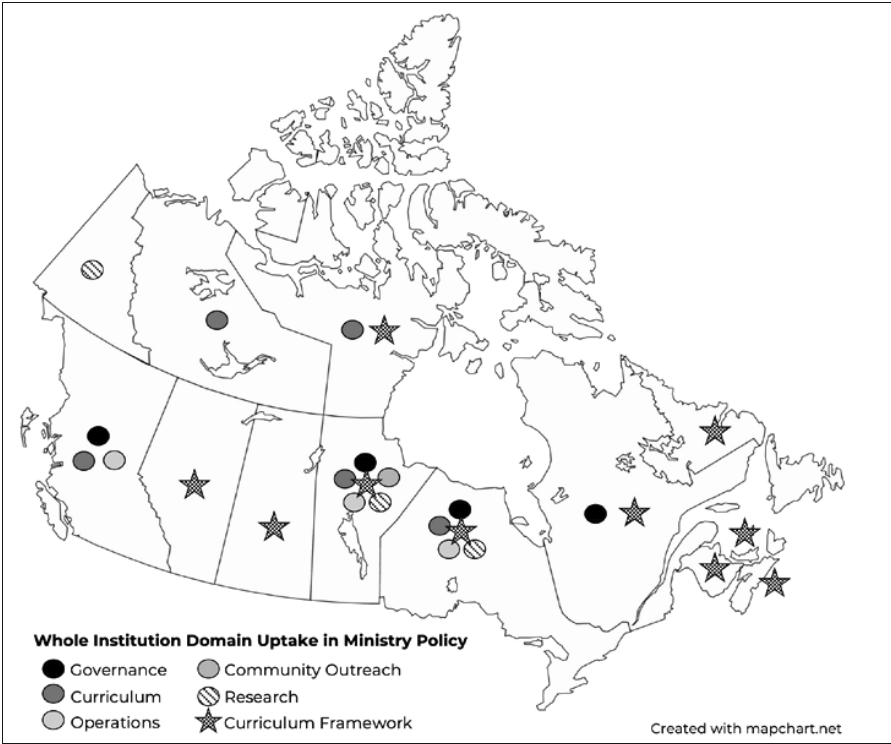 Whole Institution Domain Uptake in Ministry Policy
Governance
Community Outreach
Curriculum
Research
Operations
Curriculum Framework
Created with mapchart.net